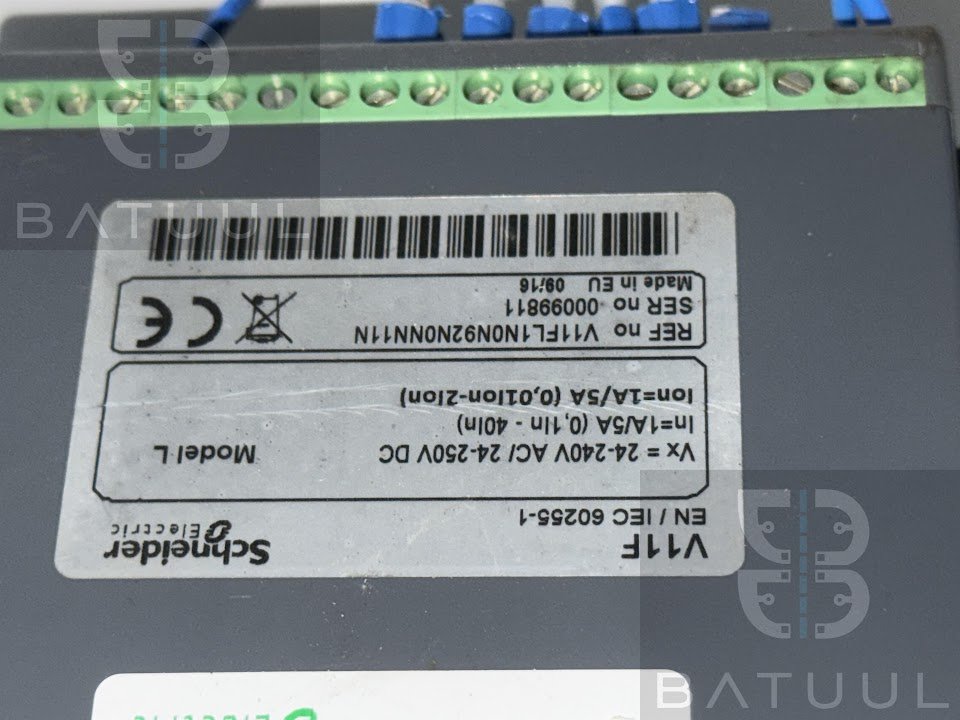 V11F
Schneider
Electric
EN / IEC 60255-1
Vx = 24-240V AC/ 24-250V DC
Model L
In=1A/5A (0,1In - 40In)
Ion=1A/5A (0,01Ion-2Ion)
REF no V11FL1N0N92N0NN11N
SER no 00099811
Made in EU 09/16
CE
BATUUL
BATUUL